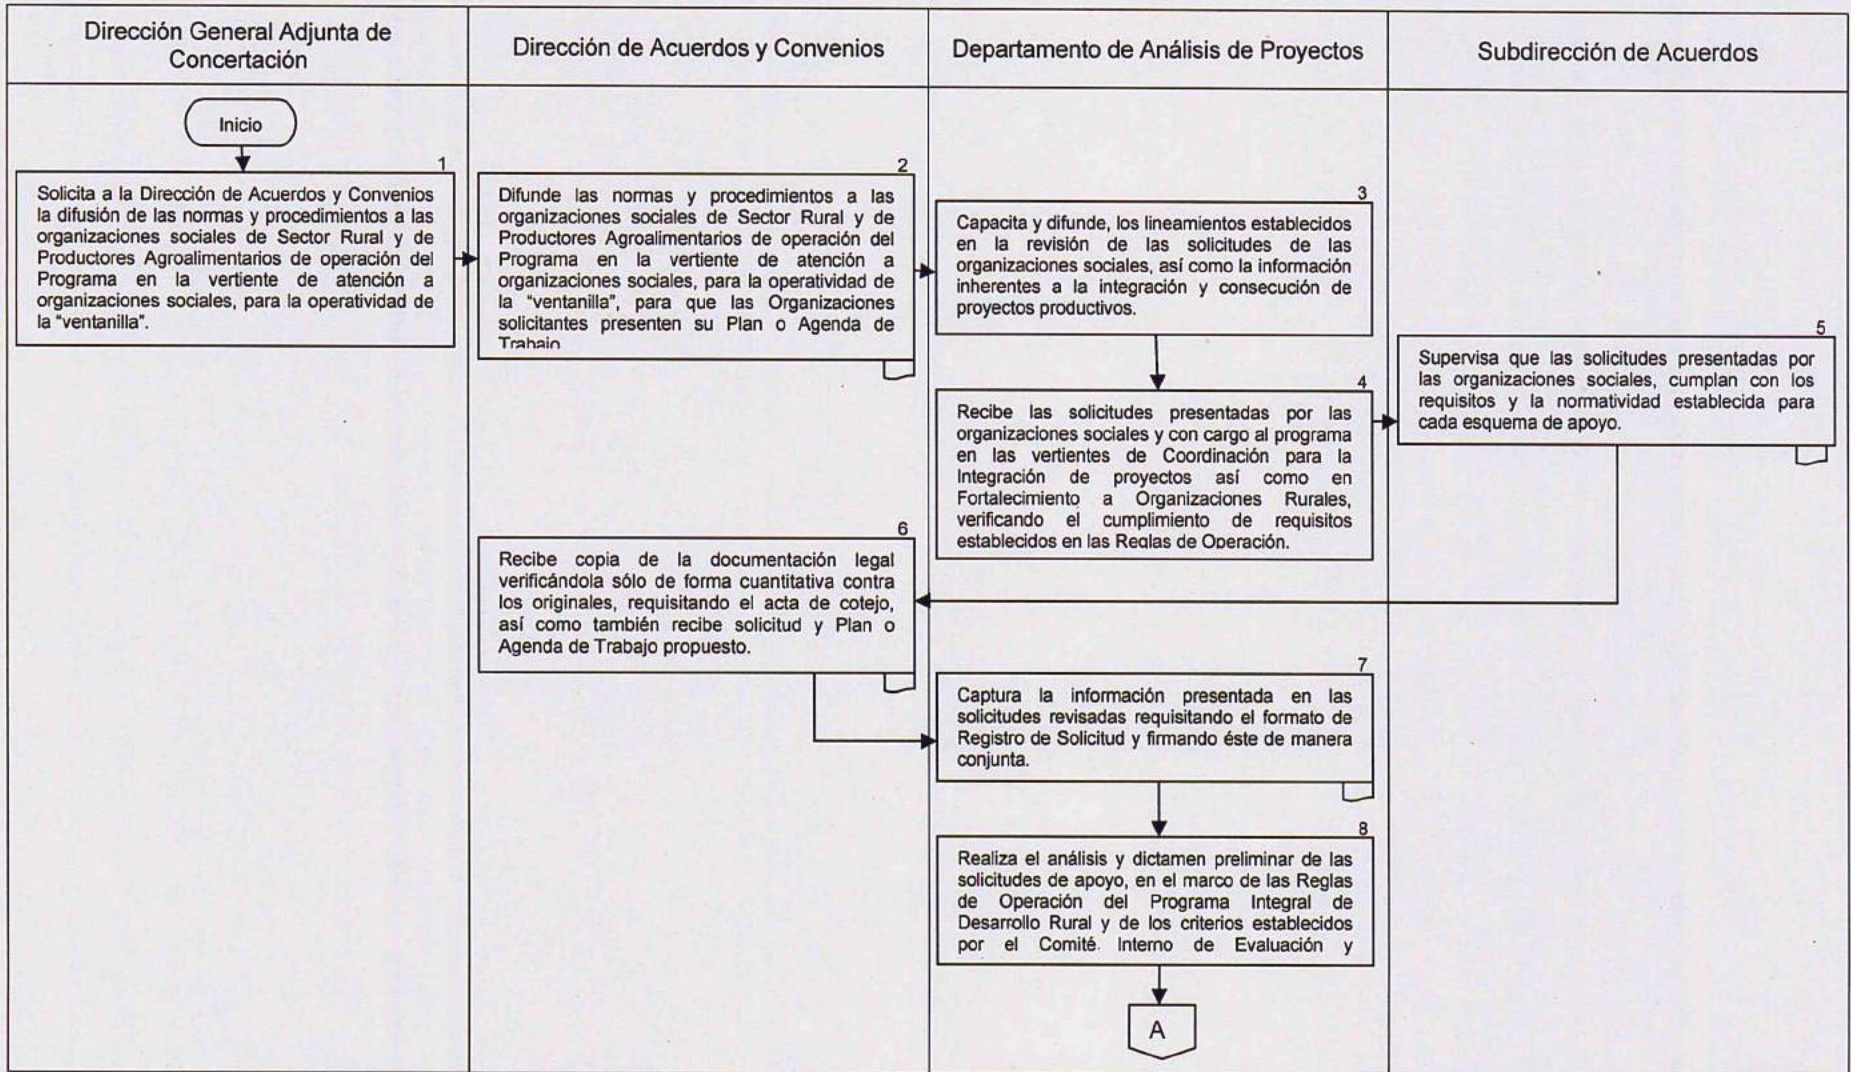 Dirección General Adjunta de
Concertación
Dirección de Acuerdos y Convenios
Departamento de Análisis de Proyectos
Subdirección de Acuerdos
Inicio
1
Solicita a la Dirección de Acuerdos y Convenios
la difusión de las normas y procedimientos a las
organizaciones sociales de Sector Rural y de
Productores Agroalimentarios de operación del
Programa en la vertiente de atención a
organizaciones sociales, para la operatividad de
la "ventanilla".
2
Difunde las normas y procedimientos a las
organizaciones sociales de Sector Rural y de
Productores Agroalimentarios de operación del
Programa en la vertiente de atención a
organizaciones sociales, para la operatividad de
la "ventanilla", para que las Organizaciones
solicitantes presenten su Plan o Agenda de
Trabajo
3
Capacita y difunde, los lineamientos establecidos
en la revisión de las solicitudes de las
organizaciones sociales, así como la información
inherentes a la integración y consecución de
proyectos productivos.
4
Recibe las solicitudes presentadas por las
organizaciones sociales y con cargo al programa
en las vertientes de Coordinación para la
Integración de proyectos así como en
Fortalecimiento a Organizaciones Rurales,
verificando el cumplimiento de requisitos
establecidos en las Reglas de Operación.
5
Supervisa que las solicitudes presentadas por
las organizaciones sociales, cumplan con los
requisitos y la normatividad establecida para
cada esquema de apoyo.
6
Recibe copia de la documentación legal
verificándola sólo de forma cuantitativa contra
los originales, requisitando el acta de cotejo,
así como también recibe solicitud y Plan o
Agenda de Trabajo propuesto.
7
Captura la información presentada en las
solicitudes revisadas requisitando el formato de
Registro de Solicitud y firmando éste de manera
conjunta.
8
Realiza el análisis y dictamen preliminar de las
solicitudes de apoyo, en el marco de las Reglas
de Operación del Programa Integral de
Desarrollo Rural y de los criterios establecidos
por el Comité. Interno de Evaluación y
A